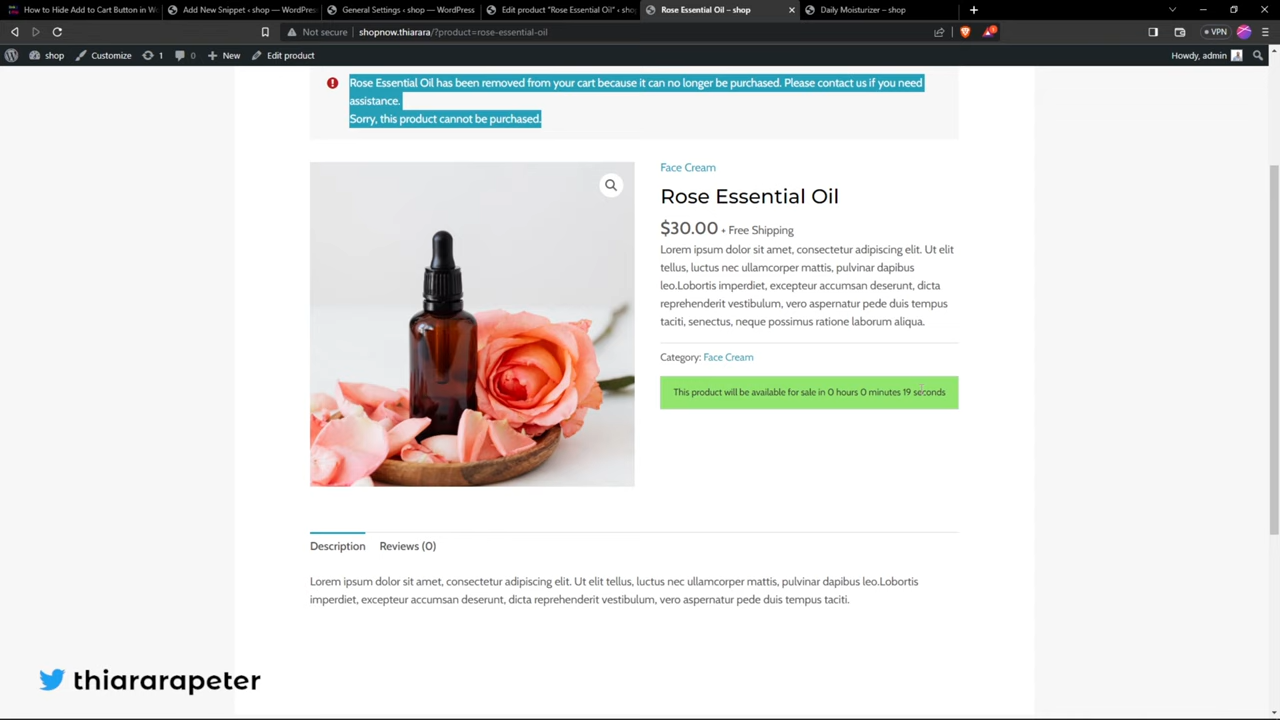 How to Hide Add to Cart Button in W
Add New Snippet ‹ shop — WordPres
General Settings ‹ shop — WordPress
Edit product "Rose Essential Oil" ‹ sho
Rose Essential Oil – shop
Daily Moisturizer – shop
Not secure
shopnow.thiarara/?product=rose-essential-oil
VPN
shop
Customize
1
0
New
Edit product
Howdy, admin
Rose Essential Oil has been removed from your cart because it can no longer be purchased. Please contact us if you need
assistance.
Sorry, this product cannot be purchased.
Face Cream
Rose Essential Oil
$30.00 + Free Shipping
Lorem ipsum dolor sit amet, consectetur adipiscing elit. Ut elit
tellus, luctus nec ullamcorper mattis, pulvinar dapibus
leo.Lobortis imperdiet, excepteur accumsan deserunt, dicta
reprehenderit vestibulum, vero aspernatur pede duis tempus
taciti, senectus, neque possimus ratione laborum aliqua.
Category: Face Cream
This product will be available for sale in 0 hours 0 minutes 19 seconds
Description
Reviews (0)
Lorem ipsum dolor sit amet, consectetur adipiscing elit. Ut elit tellus, luctus nec ullamcorper mattis, pulvinar dapibus leo.Lobortis
imperdiet, excepteur accumsan deserunt, dicta reprehenderit vestibulum, vero aspernatur pede duis tempus taciti.
thiararapeter